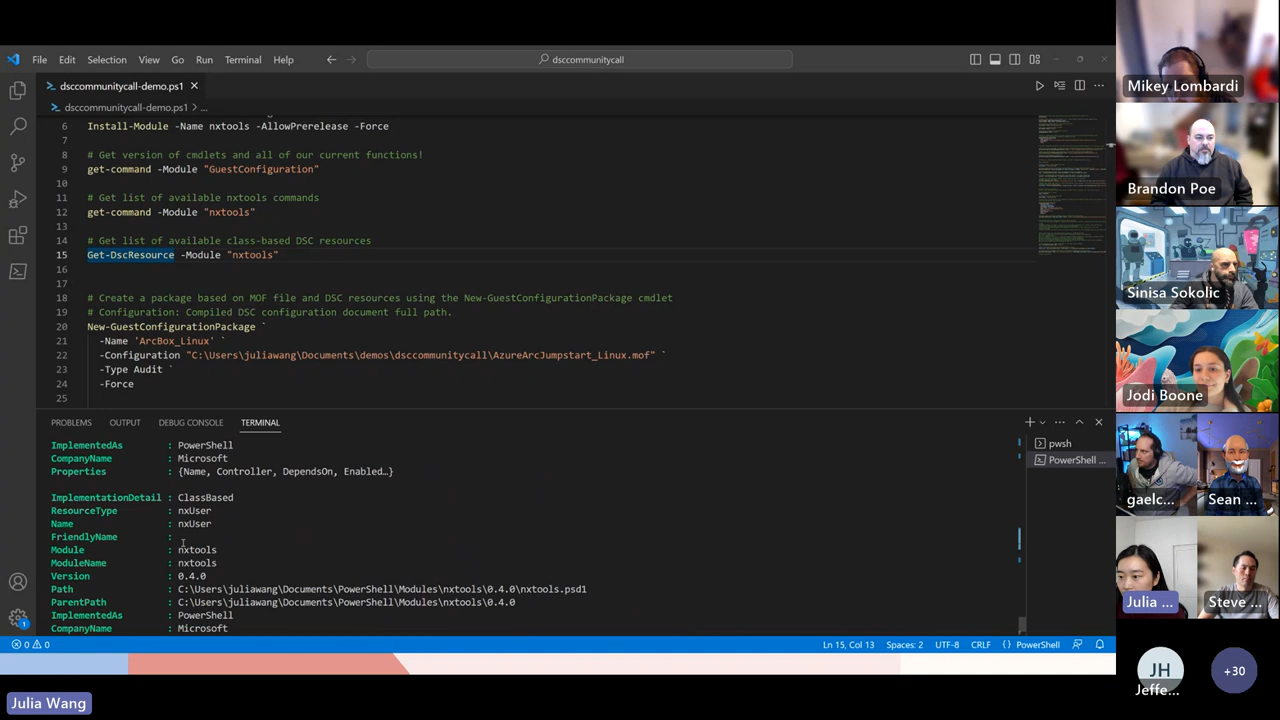 File Edit Selection View Go Run Terminal Help
dsccommunitycall
dsccommunitycall-demo.ps1
dsccommunitycall-demo.ps1 > ...
6 Install-Module -Name nxtools -AllowPrerelease -Force
7
8 # Get version of cmdlets and all of our current functions!
9 get-command -Module "GuestConfiguration"
10
11 # Get list of available nxtools commands
12 get-command -Module "nxtools"
13
14 # Get list of available class-based DSC resources
15 Get-DscResource -Module "nxtools"
16
17
18 # Create a package based on MOF file and DSC resources using the New-GuestConfigurationPackage cmdlet
19 # Configuration: Compiled DSC configuration document full path.
20 New-GuestConfigurationPackage `
21 -Name 'ArcBox_Linux' `
22 -Configuration "C:\Users\juliawang\Documents\demos\dsccommunitycall\AzureArcJumpstart_Linux.mof" `
23 -Type Audit `
24 -Force
25
PROBLEMS OUTPUT DEBUG CONSOLE TERMINAL
pwsh
PowerShell ...
ImplementedAs : PowerShell
CompanyName : Microsoft
Properties : {Name, Controller, DependsOn, Enabled…}
ImplementationDetail : ClassBased
ResourceType : nxUser
Name : nxUser
FriendlyName :
Module : nxtools
ModuleName : nxtools
Version : 0.4.0
Path : C:\Users\juliawang\Documents\PowerShell\Modules\nxtools\0.4.0\nxtools.psd1
ParentPath : C:\Users\juliawang\Documents\PowerShell\Modules\nxtools\0.4.0
ImplementedAs : PowerShell
CompanyName : Microsoft
1
0 0 Ln 15, Col 13 Spaces: 2 UTF-8 CRLF { } PowerShell
Julia Wang
Mikey Lombardi
Brandon Poe
Sinisa Sokolic
Jodi Boone
gaelc...
Sean ...
Julia ...
Steve ...
JH
Jeffe...
+30